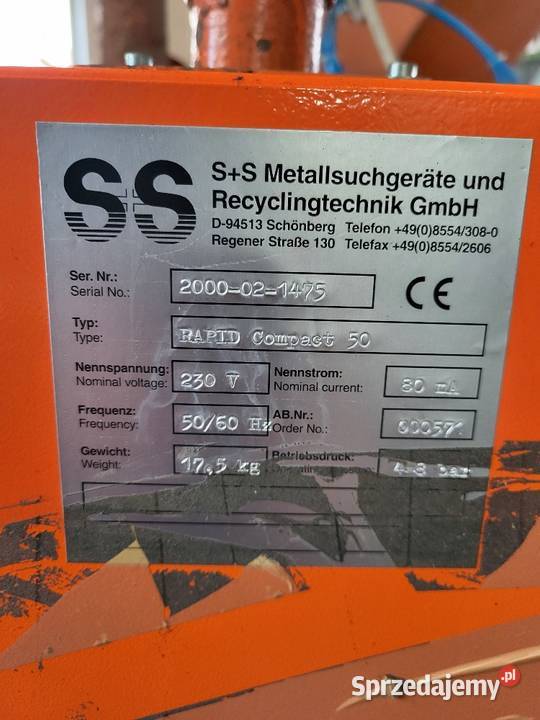 S+S
S+S Metallsuchgeräte und
Recyclingtechnik GmbH
D-94513 Schönberg Telefon +49(0)8554/308-0
Regener Straße 130 Telefax +49(0)8554/2606
Ser. Nr.:
Serial No.: 2000-02-1475
CE
Typ:
Type: RAPID Compact 50
Nennspannung:
Nominal voltage: 230 V
Nennstrom:
Nominal current: 80 mA
Frequenz:
Frequency: 50/60 Hz
AB.Nr.:
Order No.: 000571
Gewicht:
Weight: 17,5 kg
Betriebsdruck:
Operating 4-8 bar
Sprzedajemy.pl